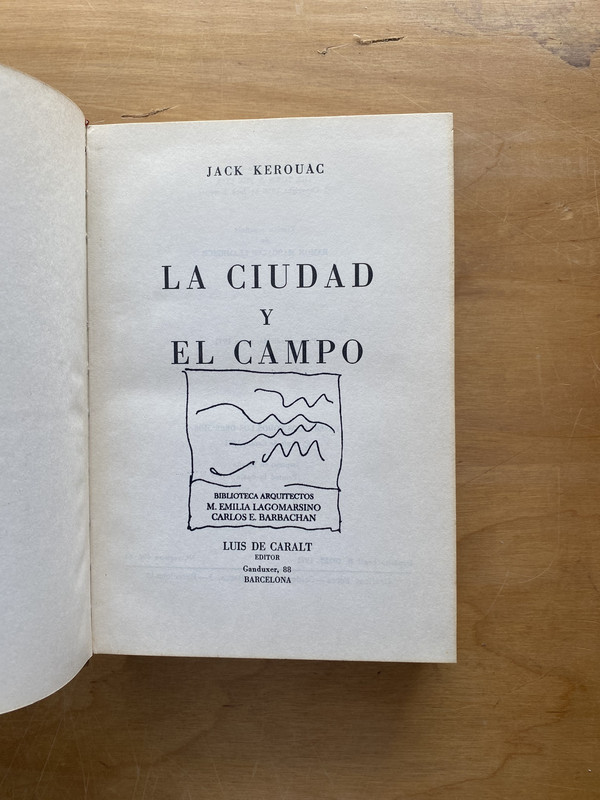 JACK KEROUAC
LA CIUDAD
Y
EL CAMPO
BIBLIOTECA ARQUITECTOS
M. EMILIA LAGOMARSINO
CARLOS E. BARBACHAN
LUIS DE CARALT
EDITOR
Ganduxer, 88
BARCELONA